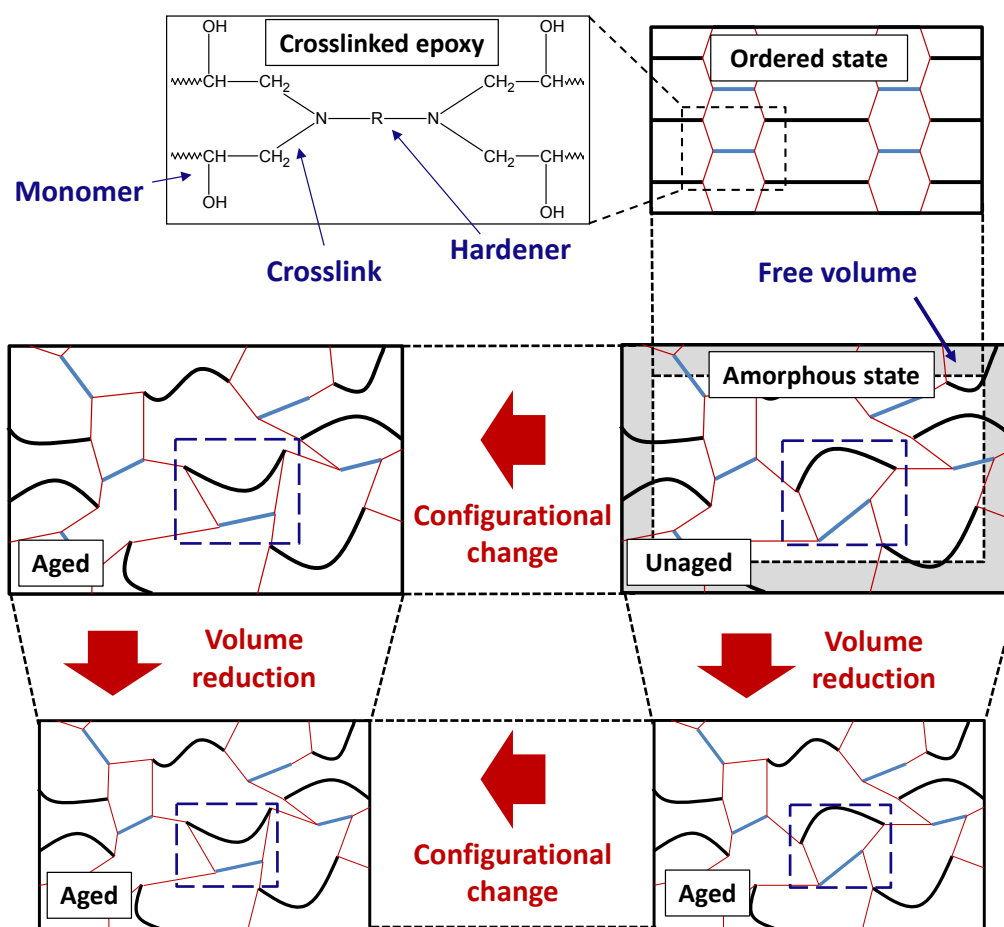 OH
OH
Crosslinked epoxy
Ordered state
CH
CH2
CH2
CH
N
R
N
CH
CH2
CH2
CH
Monomer
OH
OH
Crosslink
Hardener
Free volume
Amorphous state
Configurational
change
Aged
Unaged
Volume
reduction
Volume
reduction
Configurational
change
Aged
Aged